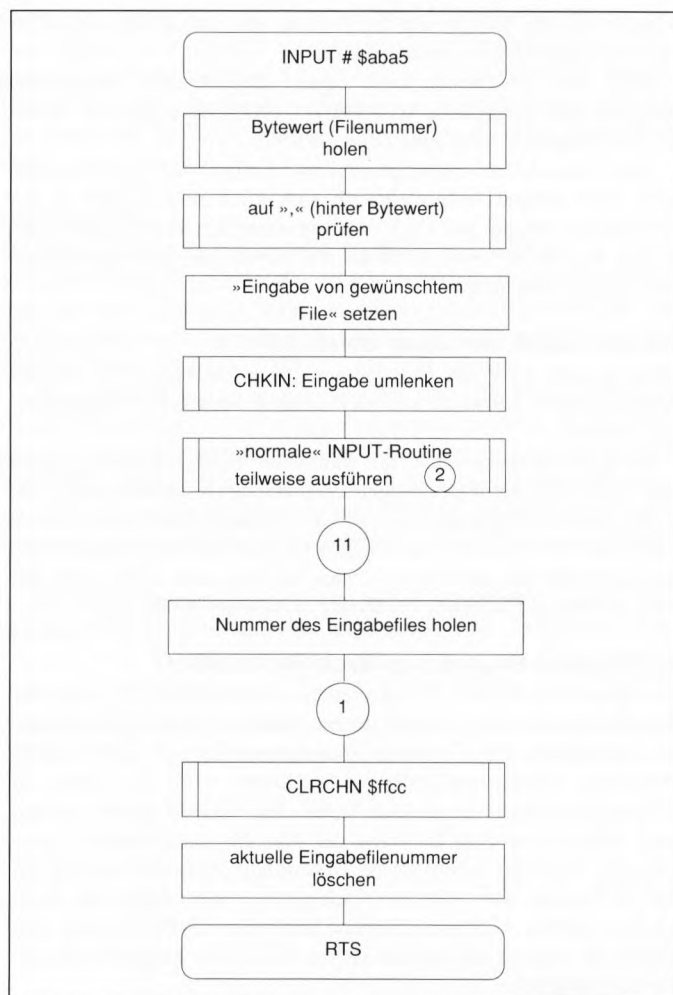 INPUT # $aba5
Bytewert (Filenummer)
holen
auf »,« (hinter Bytewert)
prüfen
»Eingabe von gewünschtem
File« setzen
CHKIN: Eingabe umlenken
»normale« INPUT-Routine
teilweise ausführen 2
11
Nummer des Eingabefiles holen
1
CLRCHN $ffcc
aktuelle Eingabefilenummer
löschen
RTS